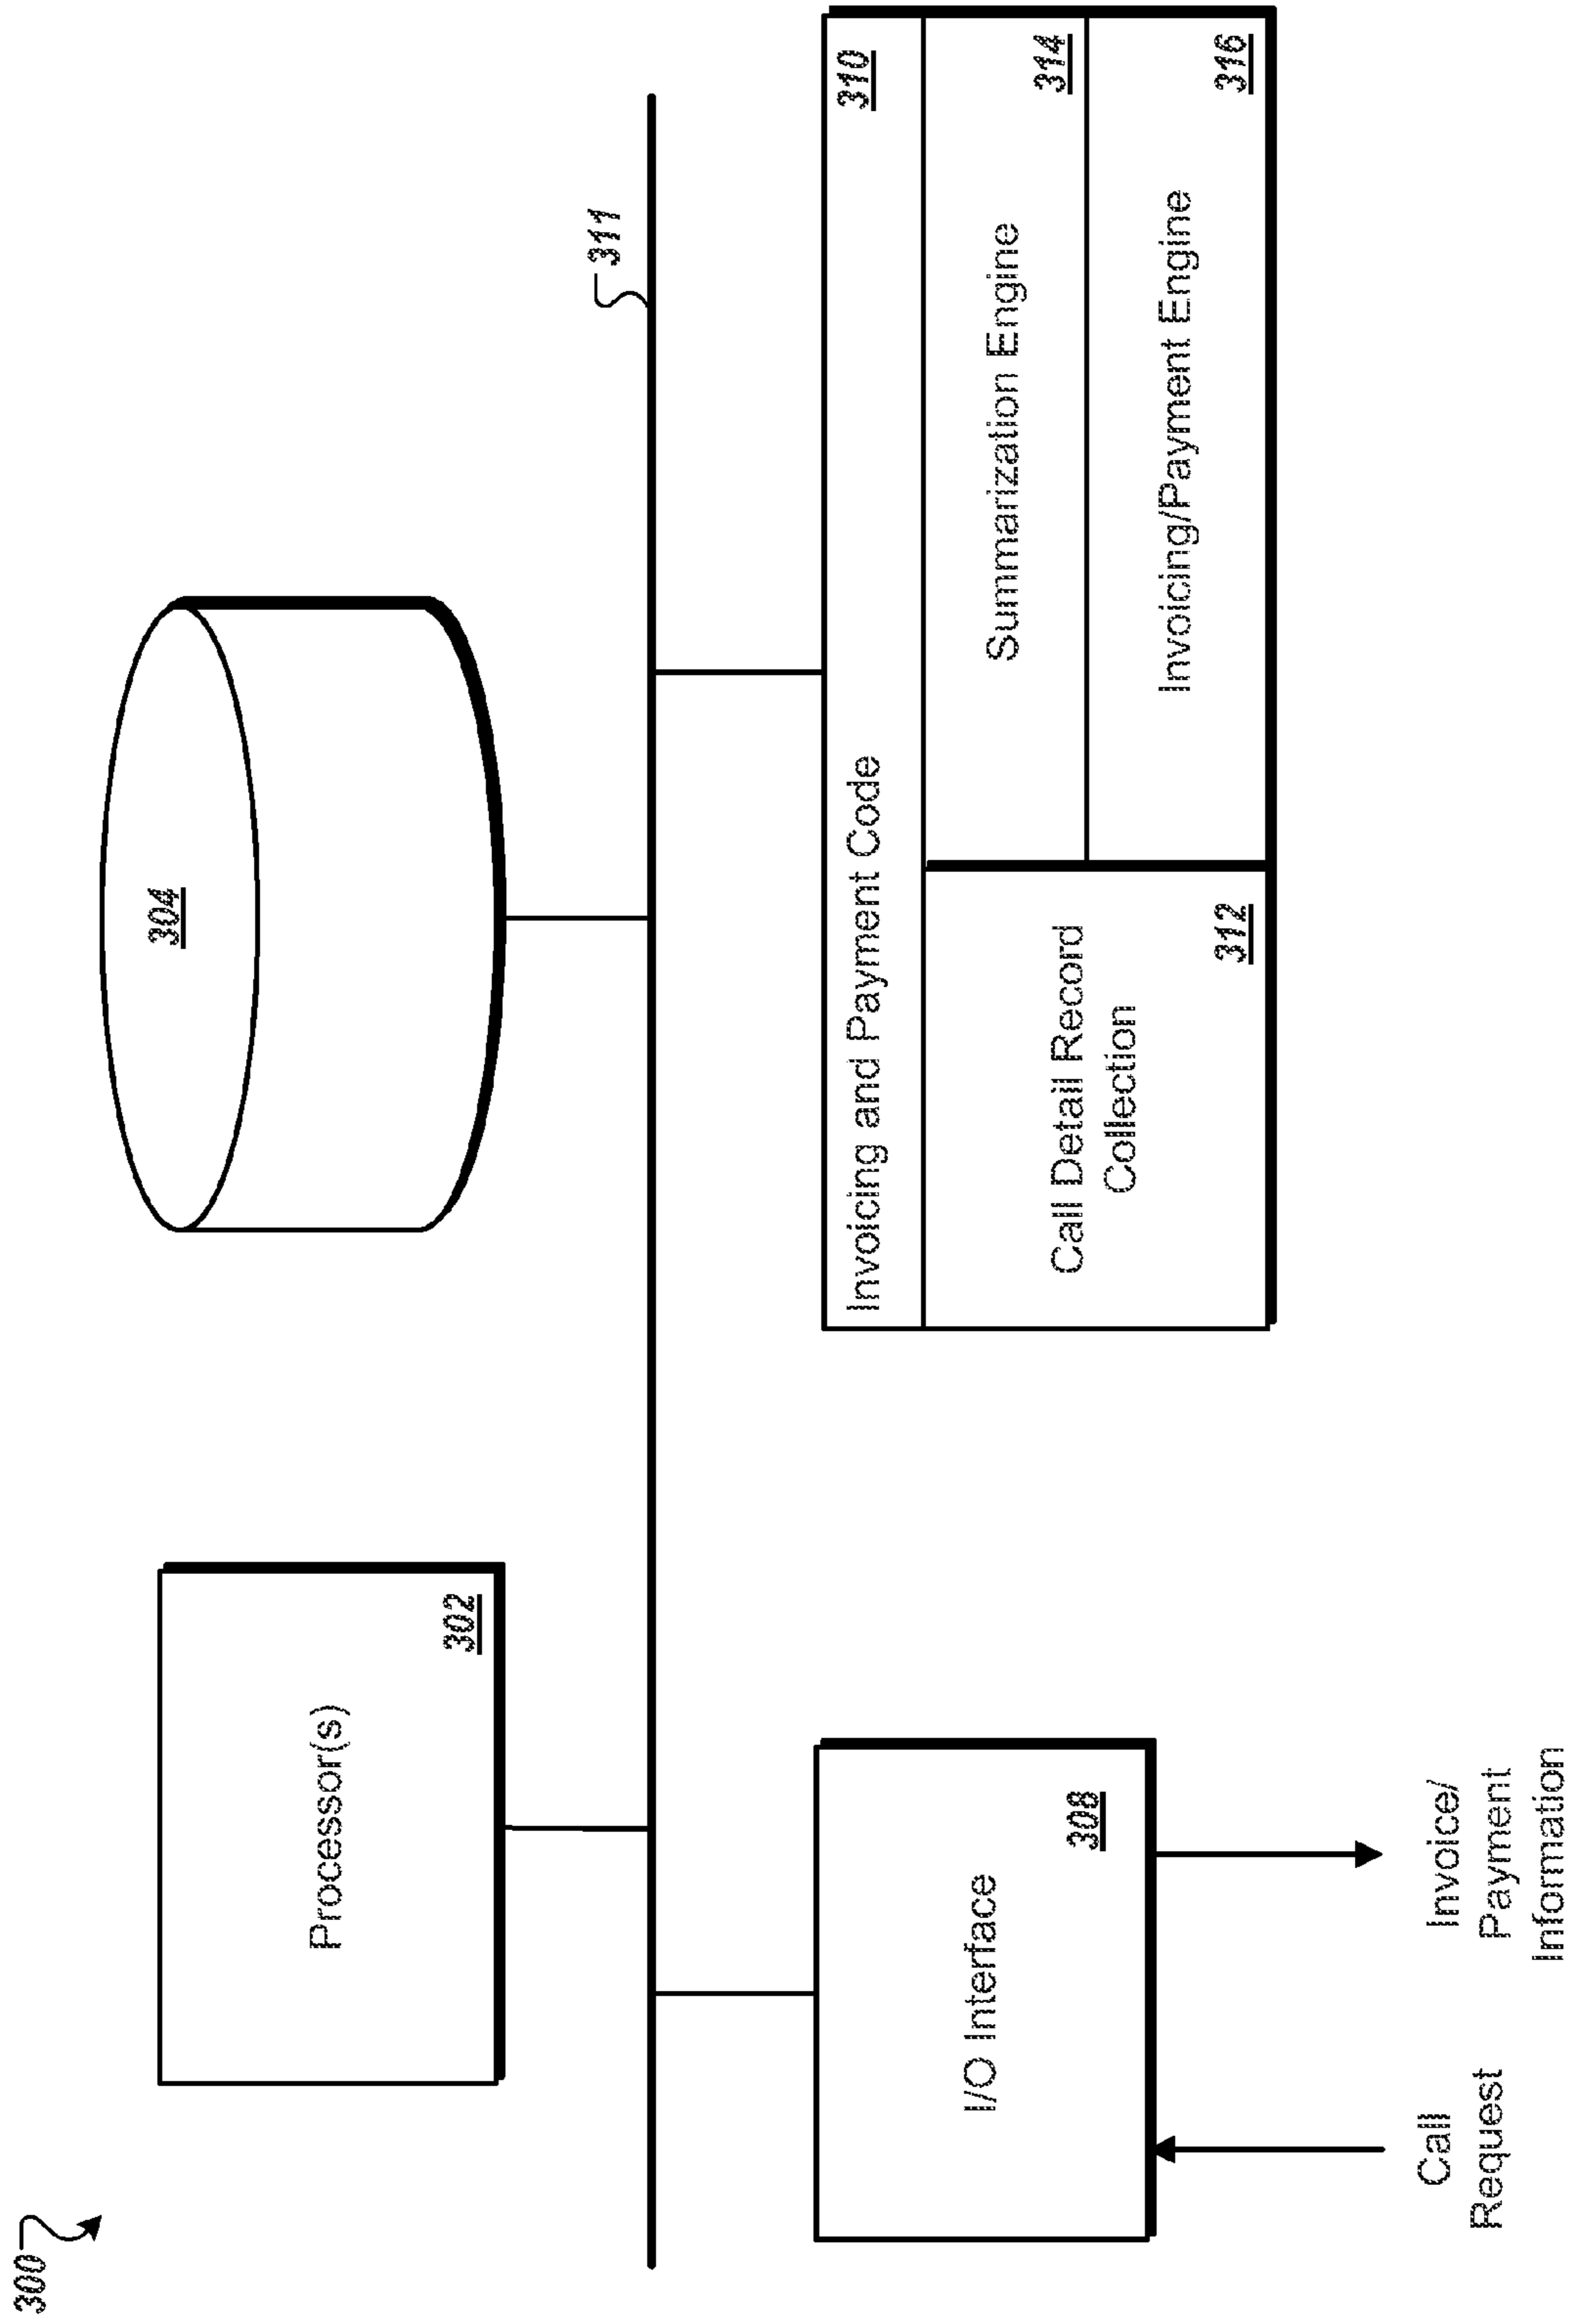 300
Processor(s)
302
304
311
I/O Interface
308
Call
Request
Invoice/
Payment
Information
Invoicing and Payment Code
310
Call Detail Record
Collection
312
Summarization Engine
314
Invoicing/Payment Engine
316